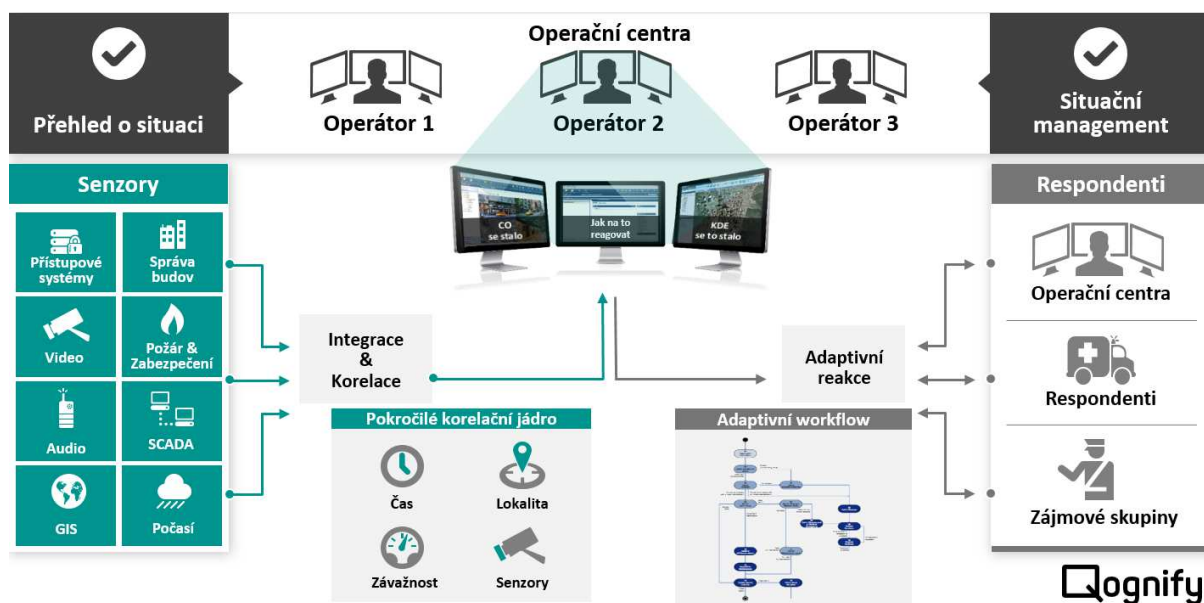 Přehled o situaci
Operační centra
Operátor 1
Operátor 2
Operátor 3
Situační
management
Senzory
Přístupové
systémy
Správa
budov
Video
Požár &
Zabezpečení
Audio
SCADA
GIS
Počasí
CO
se stalo
Jak na to
reagovat
KDE
se to stalo
Integrace
&
Korelace
Adaptivní
reakce
Pokročilé korelační jádro
Čas
Lokalita
Závažnost
Senzory
Adaptivní workflow
Respondenti
Operační centra
Respondenti
Zájmové skupiny
Qognify